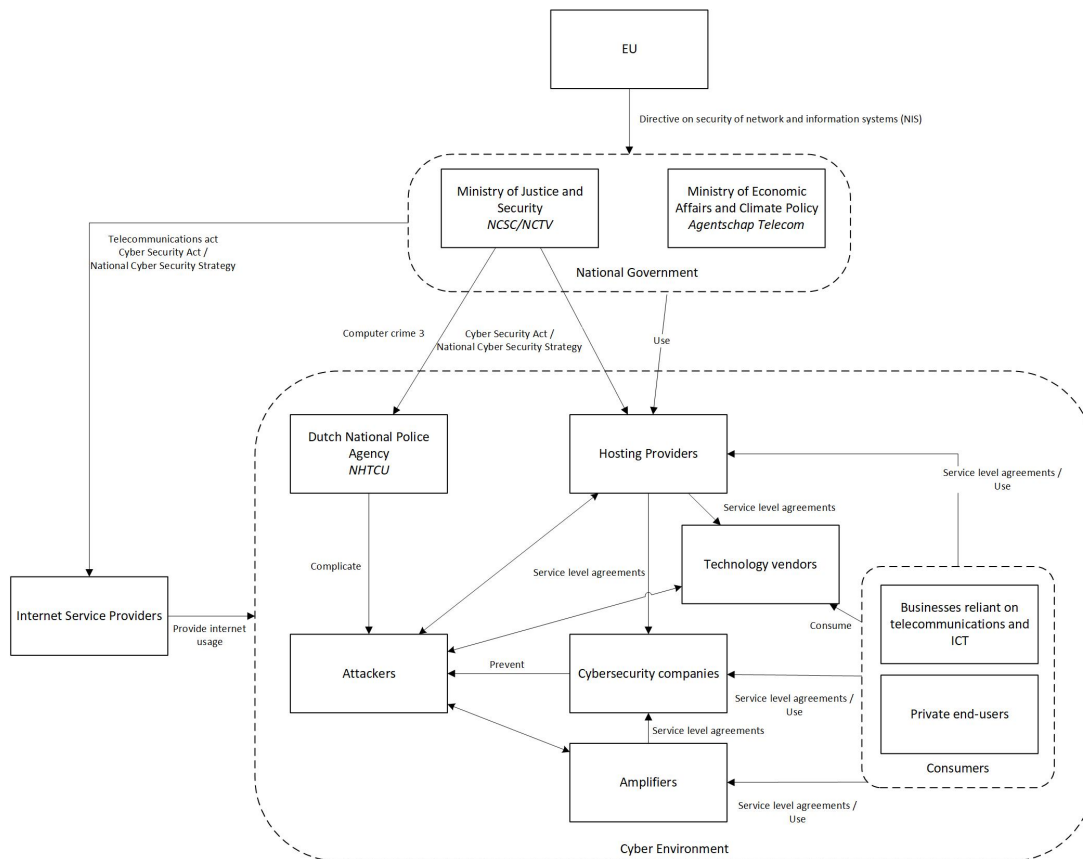 EU
Directive on security of network and information systems (NIS)
Ministry of Justice and
Security
NCSC/NCTV
Ministry of Economic
Affairs and Climate Policy
Agentschap Telecom
National Government
Telecommunications act
Cyber Security Act /
National Cyber Security Strategy
Computer crime 3
Cyber Security Act /
National Cyber Security Strategy
Use
Dutch National Police
Agency
NHTCU
Hosting Providers
Service level agreements /
Use
Service level agreements
Technology vendors
Complicate
Service level agreements
Internet Service Providers
Provide internet
usage
Businesses reliant on
telecommunications and
ICT
Consume
Attackers
Prevent
Cybersecurity companies
Service level agreements /
Use
Private end-users
Service level agreements
Consumers
Amplifiers
Service level agreements /
Use
Cyber Environment